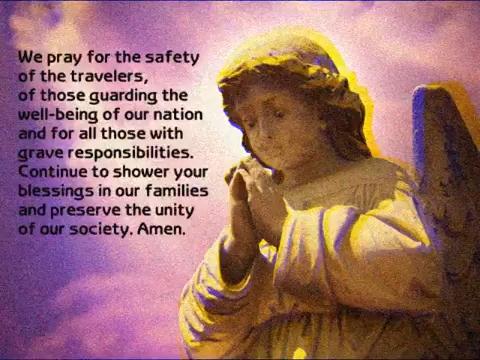 We pray for the safety
of the travelers,
of those guarding the
well-being of our nation
and for all those with
grave responsibilities.
Continue to shower your
blessings in our families
and preserve the unity
of our society. Amen.